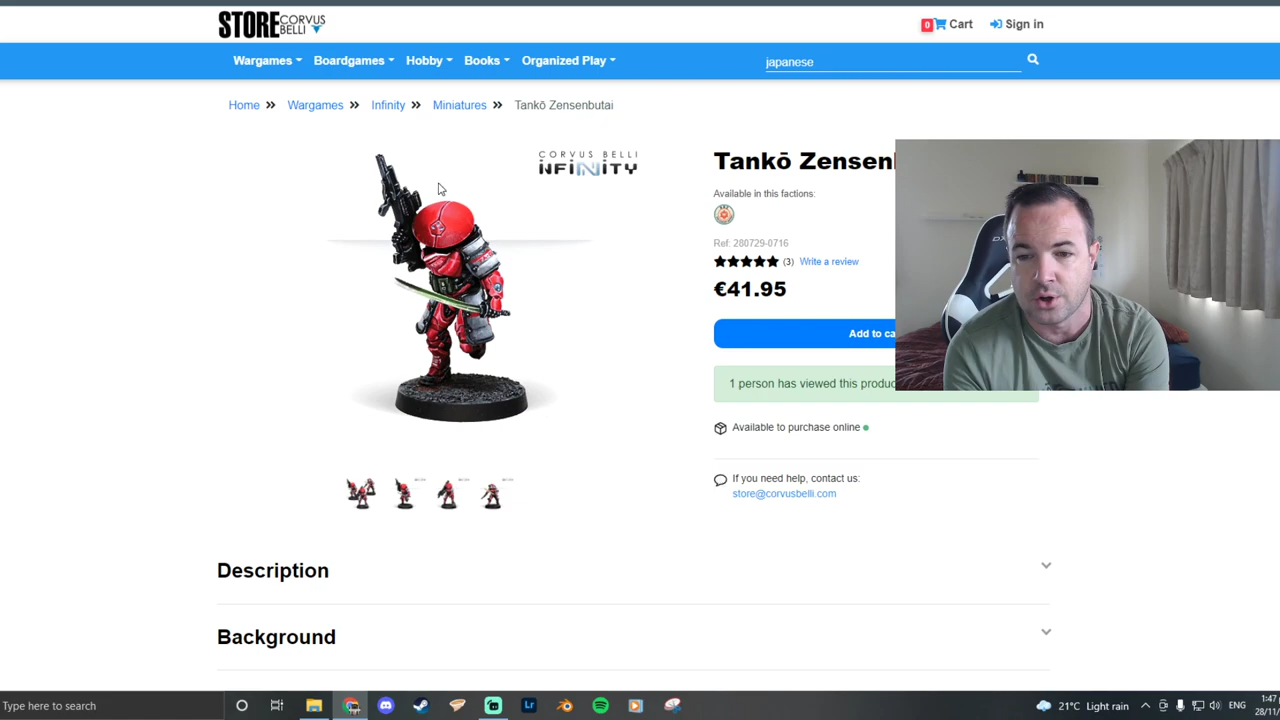 STORE CORVUS BELLI
0 Cart Sign in
Wargames Boardgames Hobby Books Organized Play
japanese
Home Wargames Infinity Miniatures Tankō Zensenbutai
CORVUS BELLI
INFINITY
Tankō Zensen
Available in this factions:
Ref: 280729-0716
(3) Write a review
€41.95
Add to ca
1 person has viewed this produc
Available to purchase online
If you need help, contact us:
store@corvusbelli.com
Description
Background
Type here to search
21°C Light rain ENG
1:47
28/11/